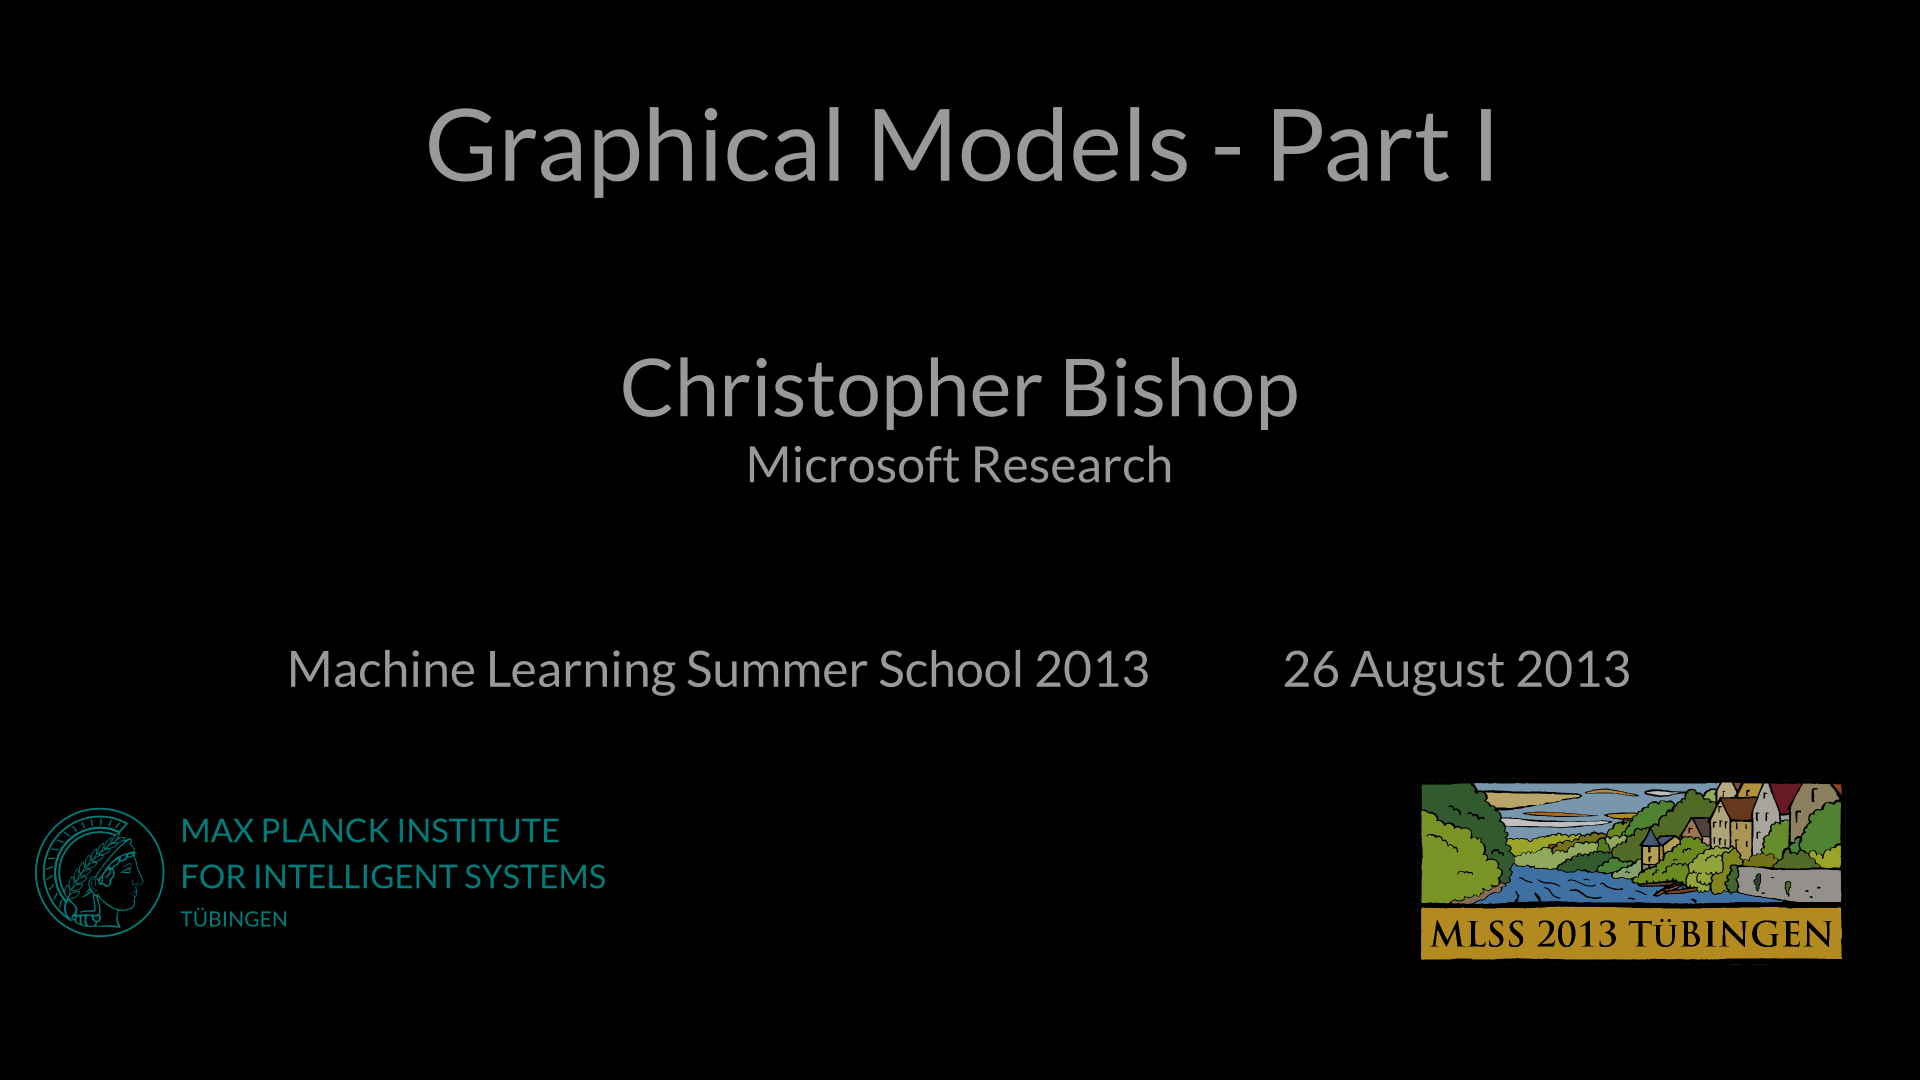 Graphical Models - Part I
Christopher Bishop
Microsoft Research
Machine Learning Summer School 2013 26 August 2013
MAX PLANCK INSTITUTE
FOR INTELLIGENT SYSTEMS
TÜBINGEN
MLSS 2013 TÜBINGEN